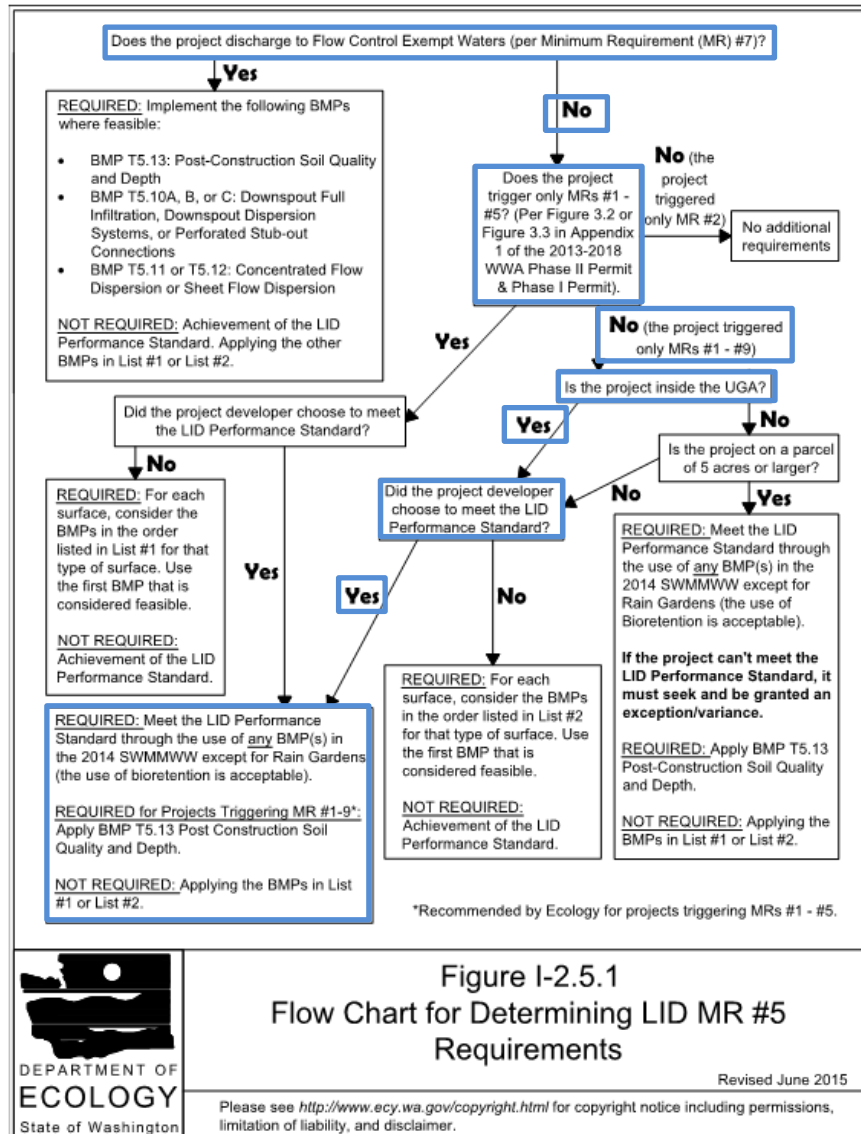 Does the project discharge to Flow Control Exempt Waters (per Minimum Requirement (MR) #7)?
Yes
No
REQUIRED: Implement the following BMPs
where feasible:
• BMP T5.13: Post-Construction Soil Quality
and Depth
• BMP T5.10A, B, or C: Downspout Full
Infiltration, Downspout Dispersion
Systems, or Perforated Stub-out
Connections
• BMP T5.11 or T5.12: Concentrated Flow
Dispersion or Sheet Flow Dispersion
NOT REQUIRED: Achievement of the LID
Performance Standard. Applying the other
BMPs in List #1 or List #2.
Does the project
trigger only MRs #1 -
#5? (Per Figure 3.2 or
Figure 3.3 in Appendix
1 of the 2013-2018
WWA Phase II Permit
& Phase I Permit).
No (the
project
triggered
only MR #2)
No additional
requirements
Yes
No (the project triggered
only MRs #1 - #9)
Is the project inside the UGA?
Yes
No
Did the project developer choose to meet
the LID Performance Standard?
Is the project on a parcel
of 5 acres or larger?
No
Yes
No
Yes
Did the project developer
choose to meet the LID
Performance Standard?
REQUIRED: For each
surface, consider the
BMPs in the order
listed in List #1 for that
type of surface. Use
the first BMP that is
considered feasible.
NOT REQUIRED:
Achievement of the LID
Performance Standard.
Yes
No
REQUIRED: Meet the LID
Performance Standard through
the use of any BMP(s) in the
2014 SWMMWW except for
Rain Gardens (the use of
Bioretention is acceptable).
If the project can't meet the
LID Performance Standard, it
must seek and be granted an
exception/variance.
REQUIRED: Apply BMP T5.13
Post-Construction Soil Quality
and Depth.
NOT REQUIRED: Applying the
BMPs in List #1 or List #2.
REQUIRED: For each
surface, consider the BMPs
in the order listed in List #2
for that type of surface. Use
the first BMP that is
considered feasible.
NOT REQUIRED:
Achievement of the LID
Performance Standard.
REQUIRED: Meet the LID Performance
Standard through the use of any BMP(s) in
the 2014 SWMMWW except for Rain Gardens
(the use of bioretention is acceptable).
REQUIRED for Projects Triggering MR #1-9*:
Apply BMP T5.13 Post Construction Soil
Quality and Depth.
NOT REQUIRED: Applying the BMPs in List
#1 or List #2.
*Recommended by Ecology for projects triggering MRs #1 - #5.
DEPARTMENT OF
ECOLOGY
State of Washington
Figure I-2.5.1
Flow Chart for Determining LID MR #5
Requirements
Revised June 2015
Please see http://www.ecy.wa.gov/copyright.html for copyright notice including permissions,
limitation of liability, and disclaimer.